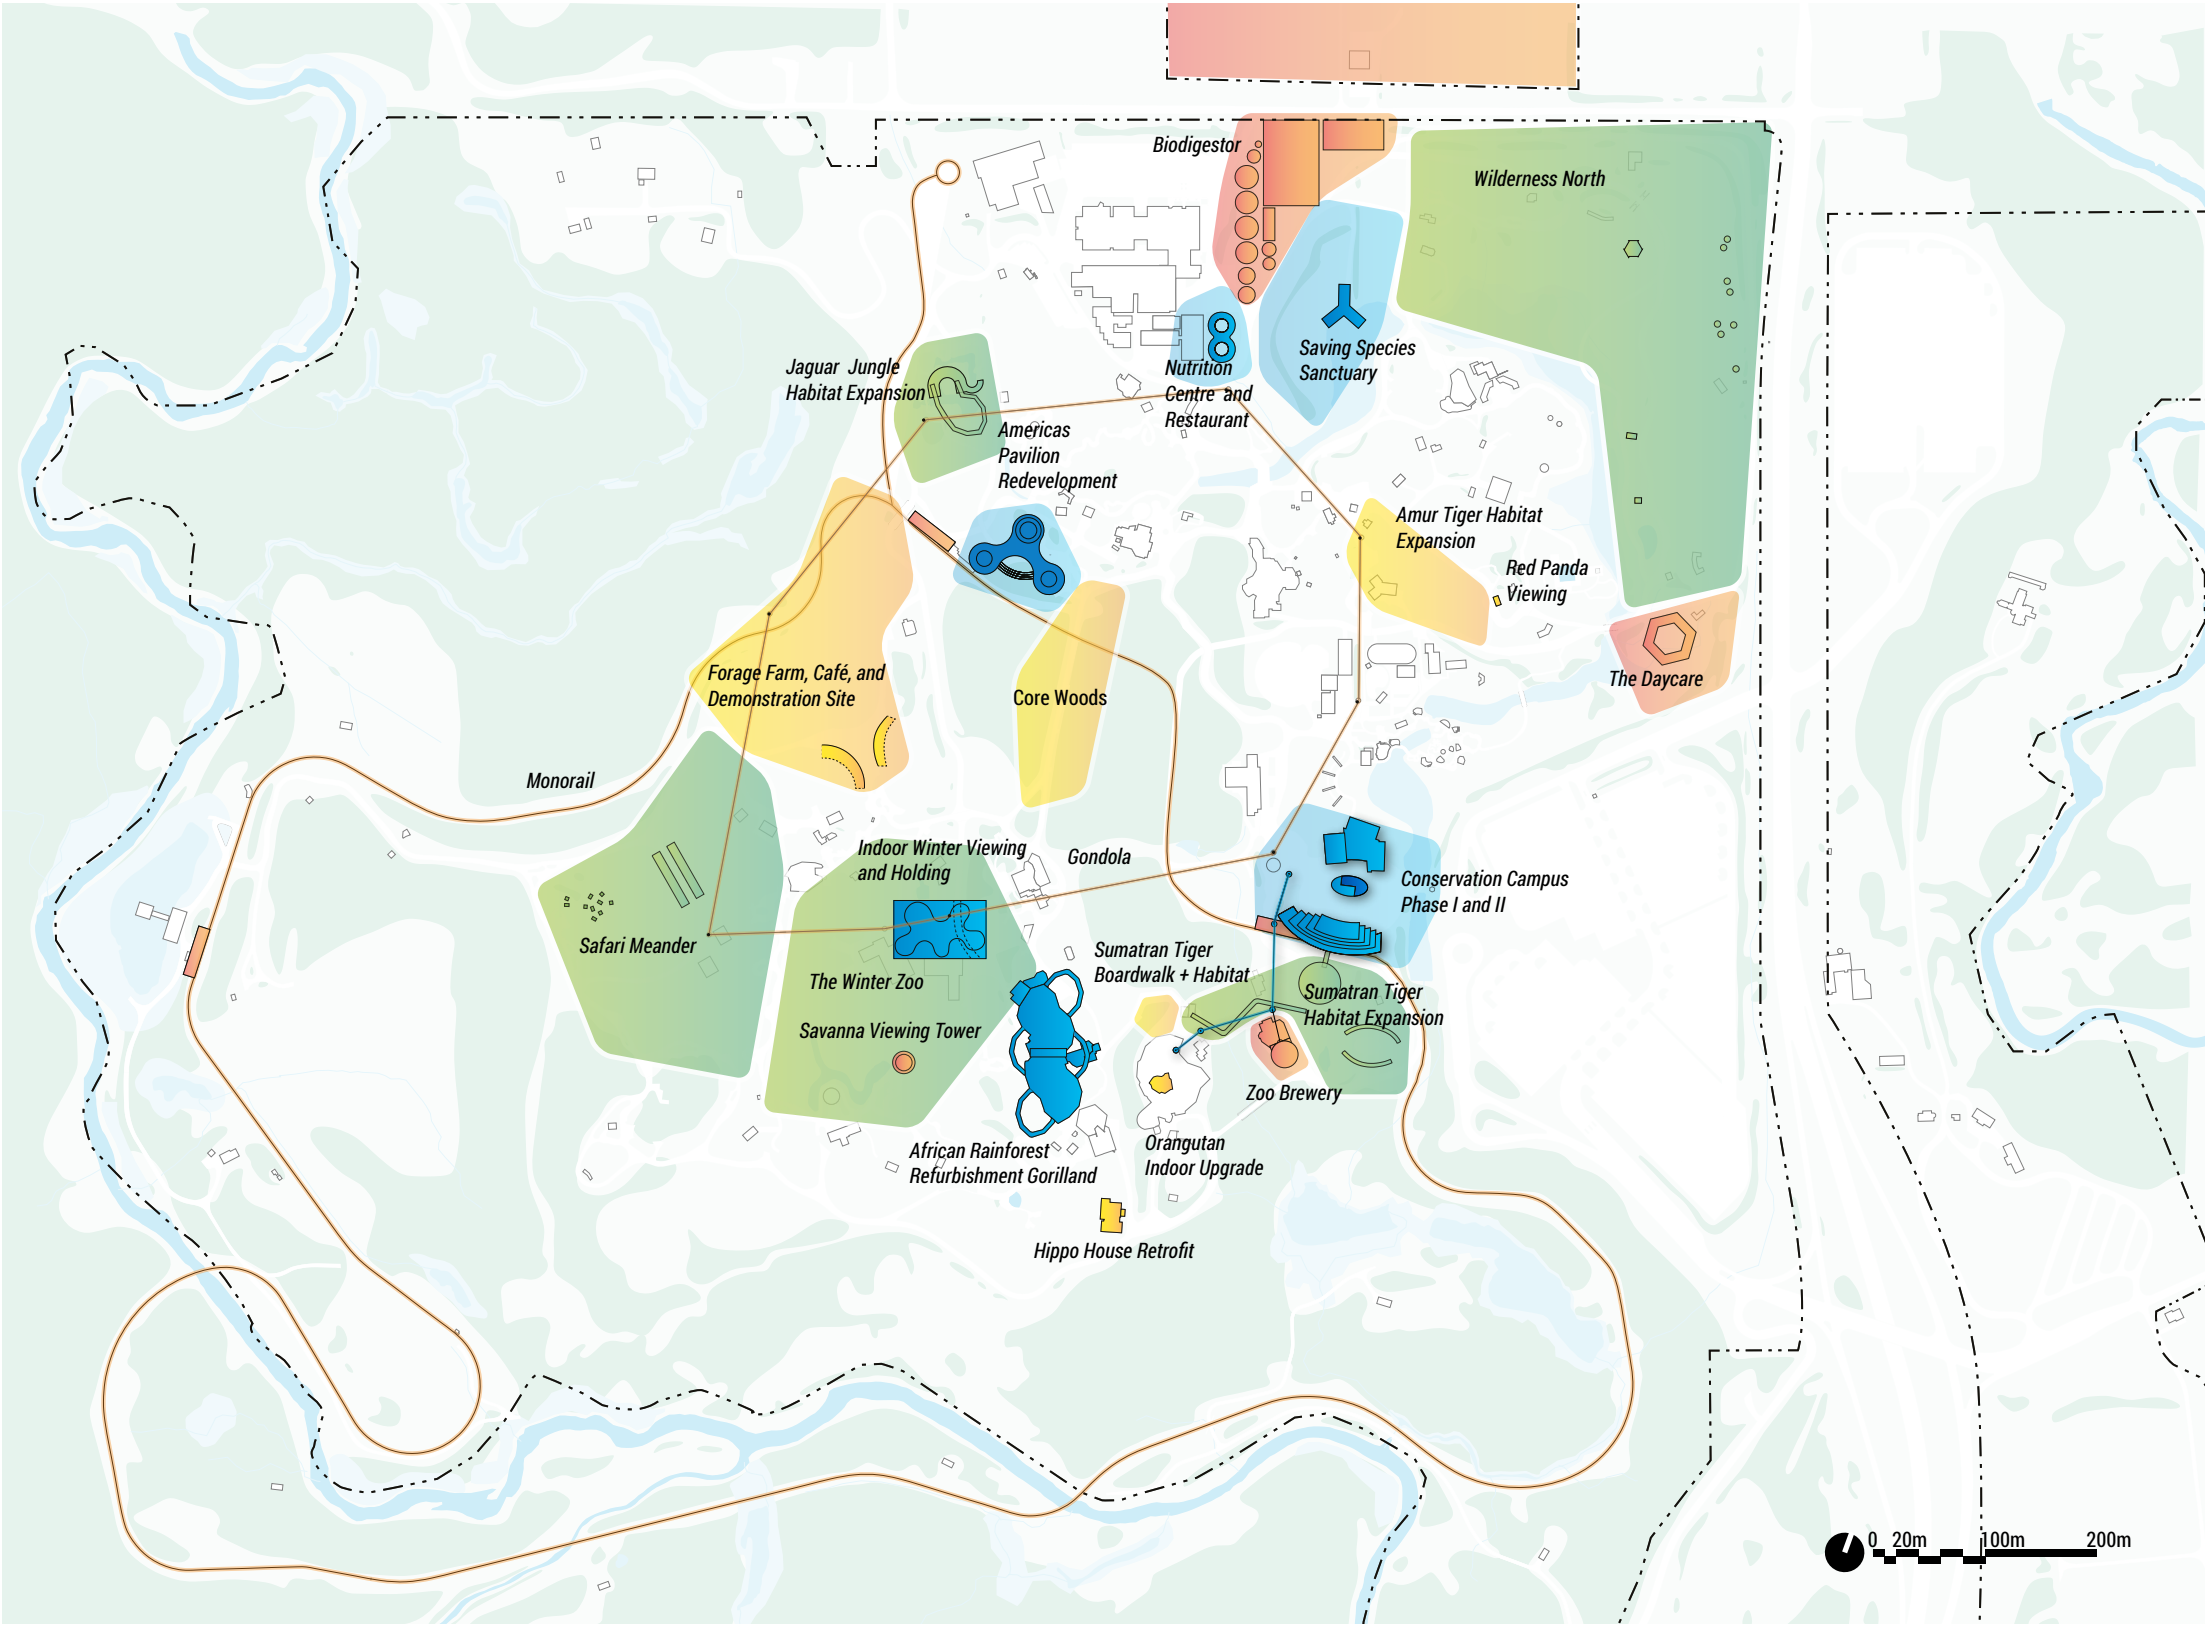 Biodigestor
Wilderness North
Jaguar Jungle
Habitat Expansion
Nutrition
Centre and
Restaurant
Saving Species
Sanctuary
Americas
Pavilion
Redevelopment
Amur Tiger Habitat
Expansion
Red Panda
Viewing
The Daycare
Forage Farm, Café, and
Demonstration Site
Core Woods
Monorail
Indoor Winter Viewing
and Holding
Gondola
Conservation Campus
Phase I and II
Safari Meander
Sumatran Tiger
Boardwalk + Habitat
The Winter Zoo
Sumatran Tiger
Habitat Expansion
Savanna Viewing Tower
Zoo Brewery
African Rainforest
Refurbishment Gorilland
Orangutan
Indoor Upgrade
Hippo House Retrofit
0 20m 100m 200m